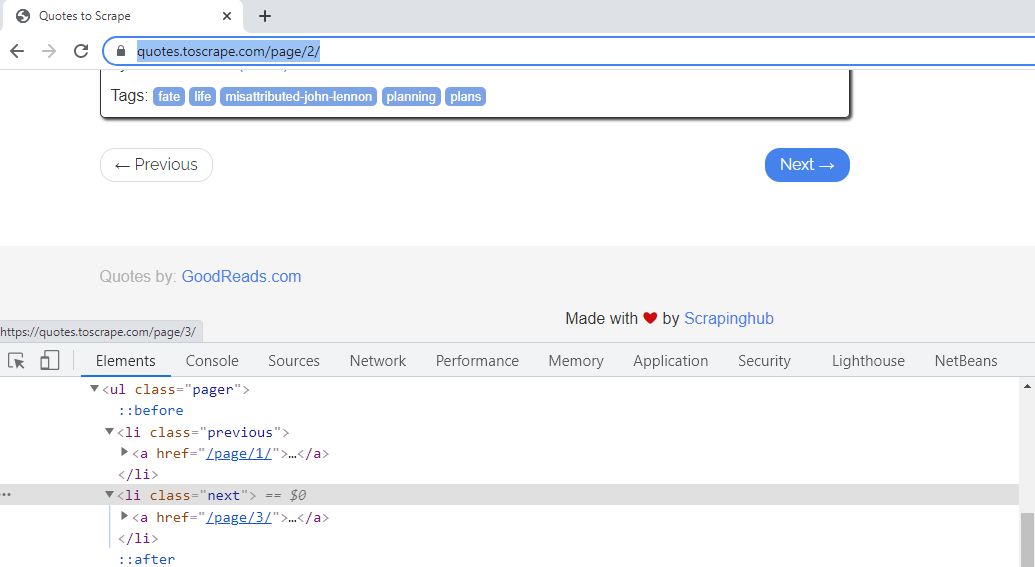 Quotes to Scrape
quotes.toscrape.com/page/2/
Tags: fate life misattributed-john-lennon planning plans
← Previous Next →
Quotes by: GoodReads.com
Made with ❤ by Scrapinghub
https://quotes.toscrape.com/page/3/
Elements Console Sources Network Performance Memory Application Security Lighthouse NetBeans
▼<ul class="pager">
::before
▼<li class="previous">
▶<a href="/page/1/">…</a>
</li>
… ▼<li class="next"> == $0
▶<a href="/page/3/">…</a>
</li>
::after